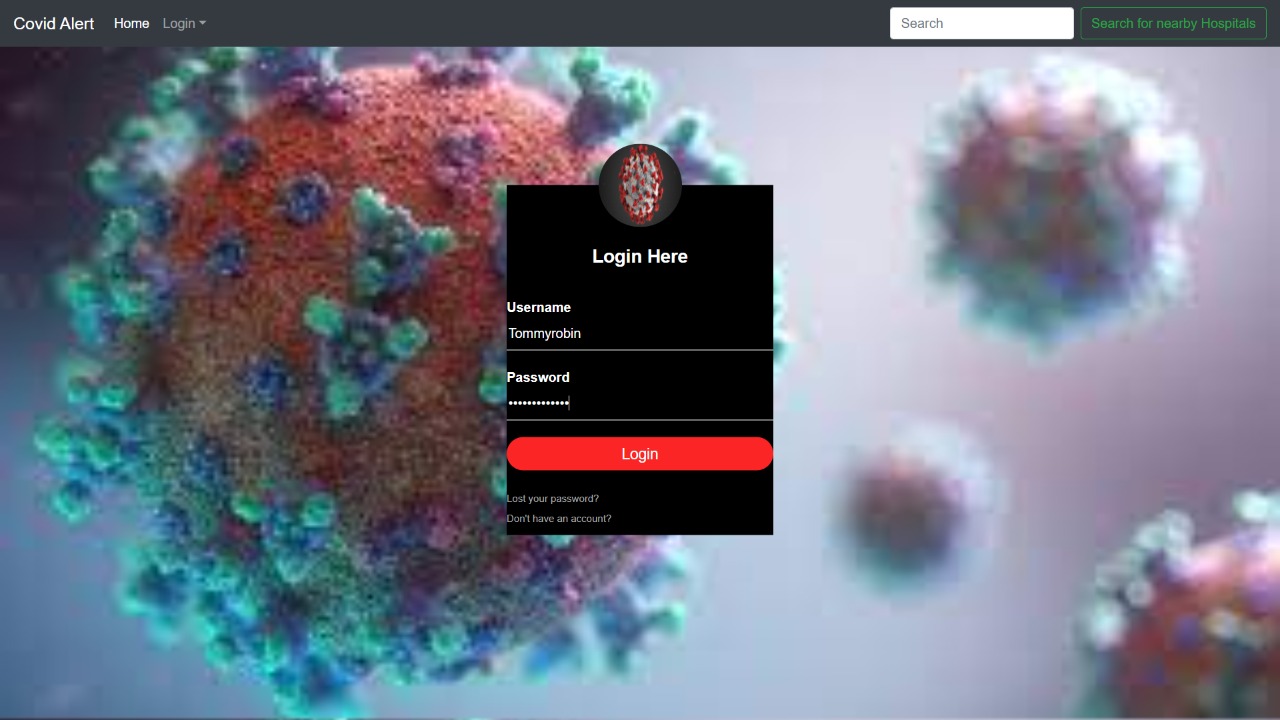 Covid Alert Home Login Search Search for nearby Hospitals
Login Here
Username
Tommyrobin
Password
•••••••••••••
Login
Lost your password?
Don't have an account?